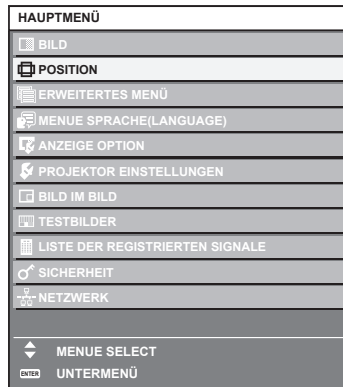 HAUPTMENÜ
BILD
POSITION
ERWEITERTES MENÜ
MENUE SPRACHE(LANGUAGE)
ANZEIGE OPTION
PROJEKTOR EINSTELLUNGEN
BILD IM BILD
TESTBILDER
LISTE DER REGISTRIERTEN SIGNALE
SICHERHEIT
NETZWERK
MENUE SELECT
ENTER UNTERMENÜ